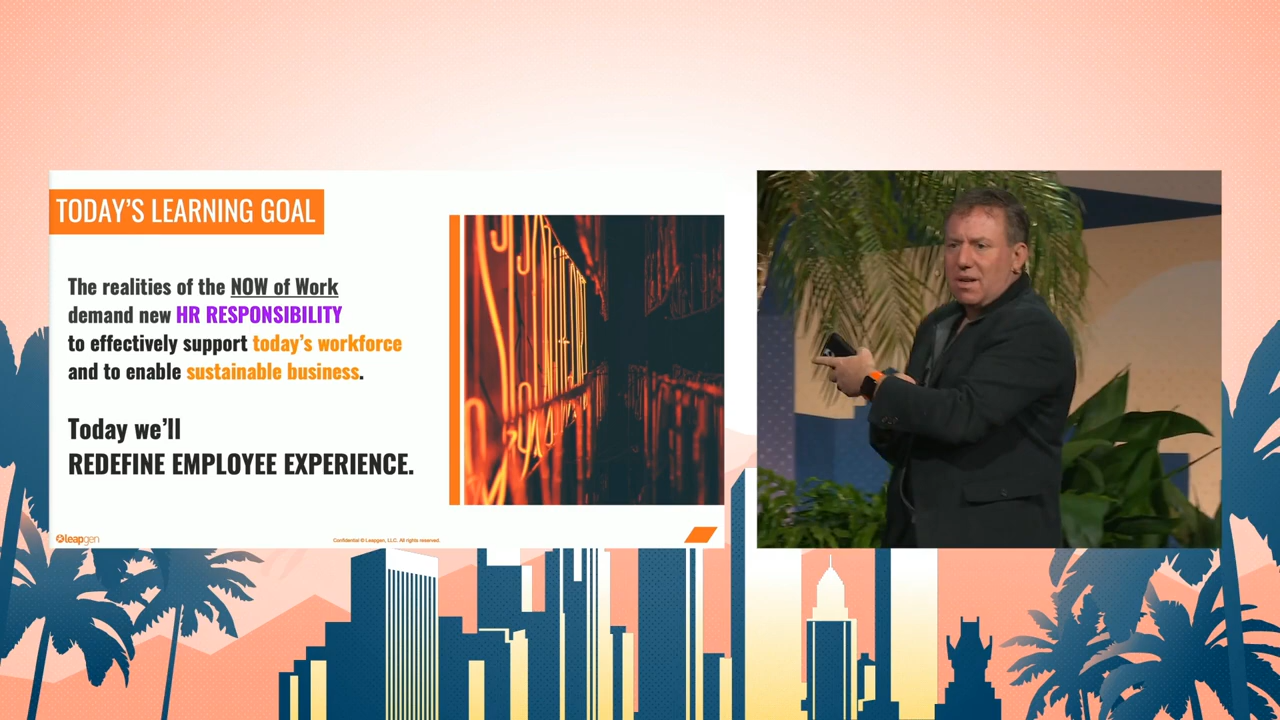 TODAY'S LEARNING GOAL
The realities of the NOW of Work
demand new HR RESPONSIBILITY
to effectively support today's workforce
and to enable sustainable business.
Today we'll
REDEFINE EMPLOYEE EXPERIENCE.
leapgen
Confidential © Leapgen, LLC. All rights reserved.